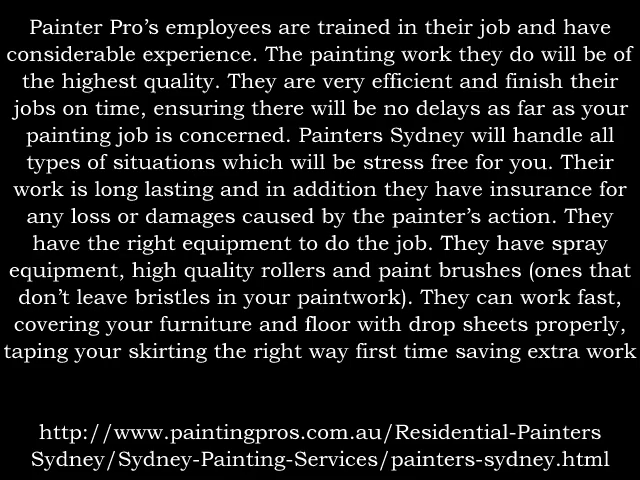 Painter Pro’s employees are trained in their job and have
considerable experience. The painting work they do will be of
the highest quality. They are very efficient and finish their
jobs on time, ensuring there will be no delays as far as your
painting job is concerned. Painters Sydney will handle all
types of situations which will be stress free for you. Their
work is long lasting and in addition they have insurance for
any loss or damages caused by the painter’s action. They
have the right equipment to do the job. They have spray
equipment, high quality rollers and paint brushes (ones that
don’t leave bristles in your paintwork). They can work fast,
covering your furniture and floor with drop sheets properly,
taping your skirting the right way first time saving extra work
http://www.paintingpros.com.au/Residential-Painters
Sydney/Sydney-Painting-Services/painters-sydney.html